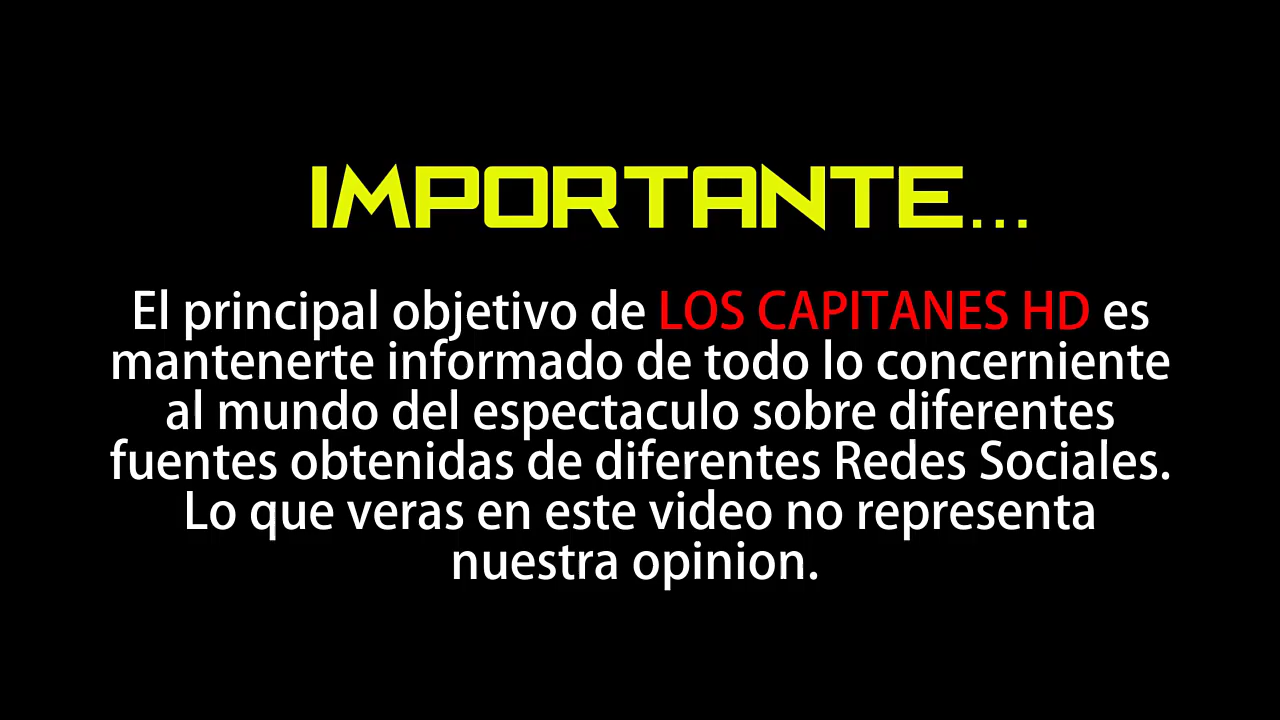 IMPORTANTE...
El principal objetivo de LOS CAPITANES HD es
mantenerte informado de todo lo concerniente
al mundo del espectaculo sobre diferentes
fuentes obtenidas de diferentes Redes Sociales.
Lo que veras en este video no representa
nuestra opinion.